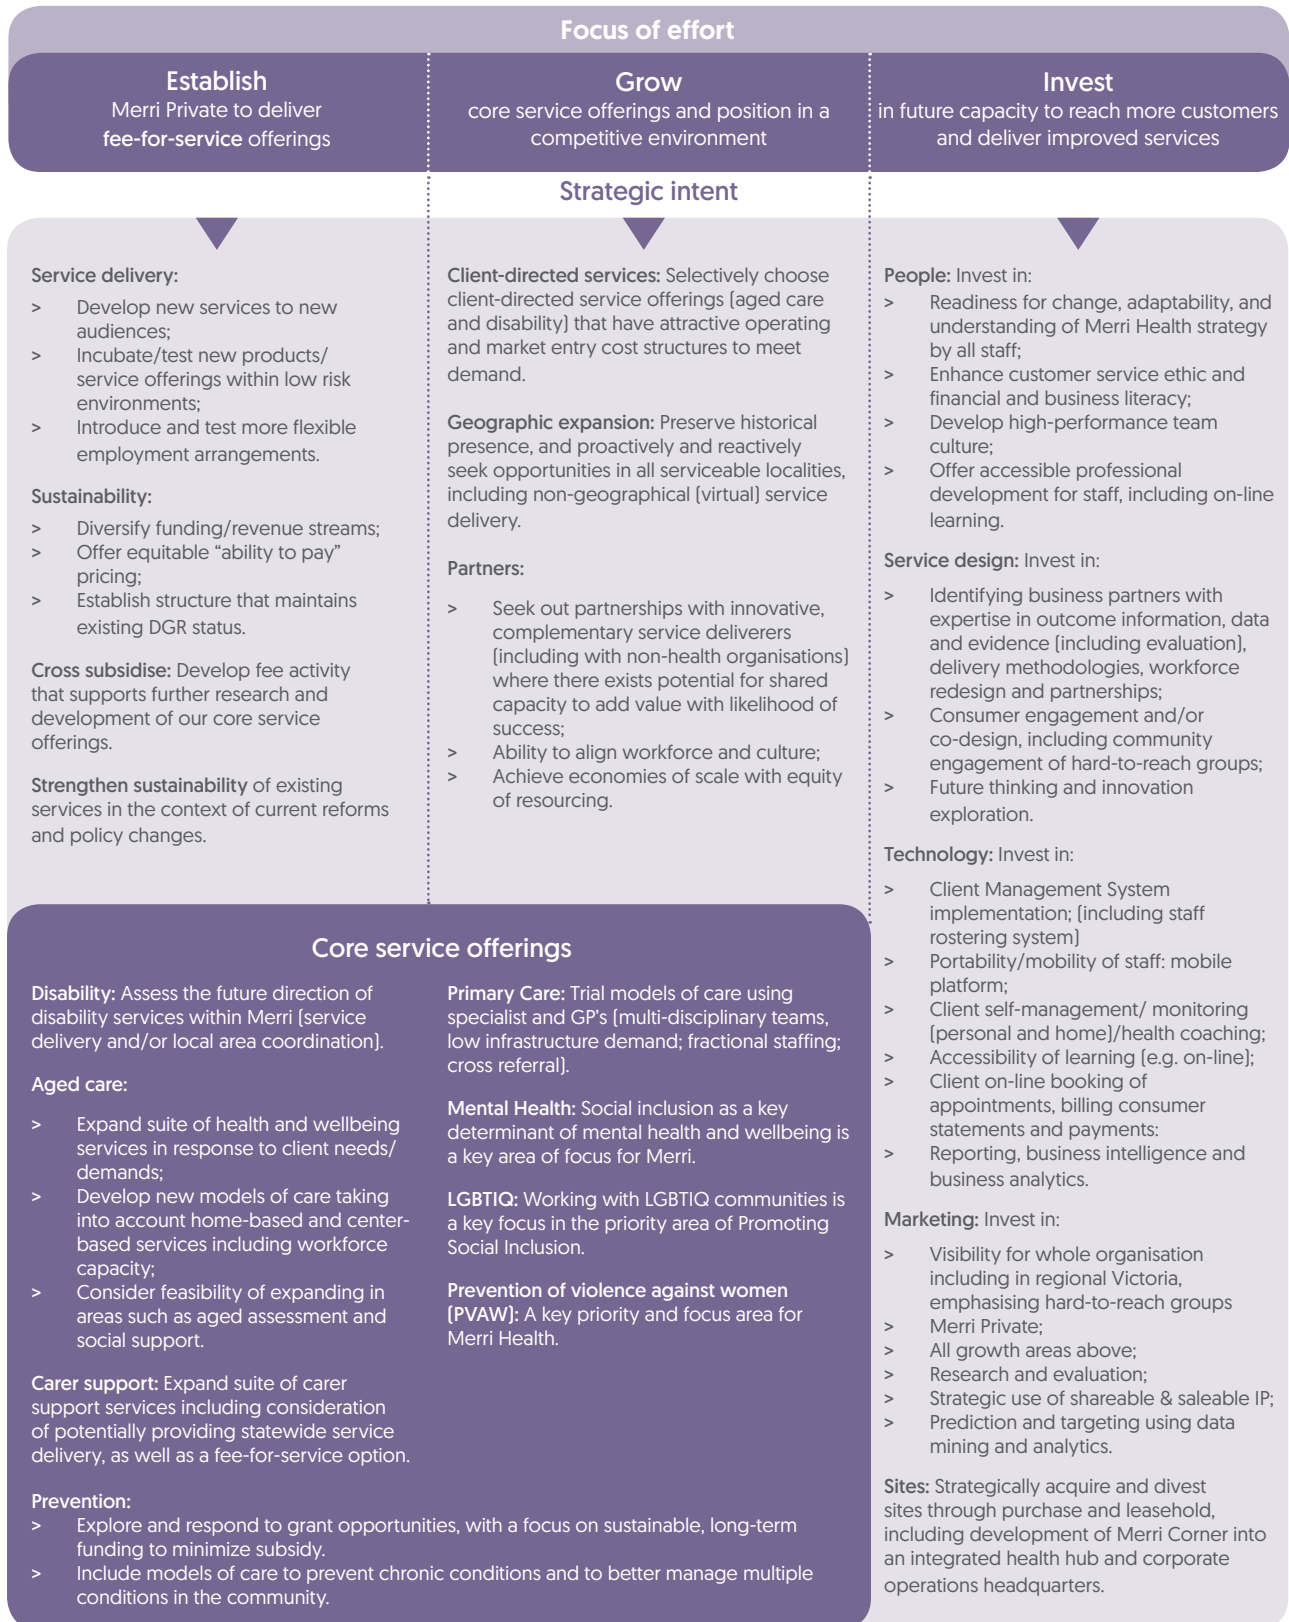 Focus of effort
Establish
Merri Private to deliver
fee-for-service offerings
Grow
core service offerings and position in a
competitive environment
Invest
in future capacity to reach more customers
and deliver improved services
Strategic intent
Service delivery:
> Develop new services to new
audiences;
> Incubate/test new products/
service offerings within low risk
environments;
> Introduce and test more flexible
employment arrangements.
Sustainability:
> Diversify funding/revenue streams;
> Offer equitable “ability to pay”
pricing;
> Establish structure that maintains
existing DGR status.
Cross subsidise: Develop fee activity
that supports further research and
development of our core service
offerings.
Strengthen sustainability of existing
services in the context of current reforms
and policy changes.
Client-directed services: Selectively choose
client-directed service offerings (aged care
and disability) that have attractive operating
and market entry cost structures to meet
demand.
Geographic expansion: Preserve historical
presence, and proactively and reactively
seek opportunities in all serviceable localities,
including non-geographical (virtual) service
delivery.
Partners:
> Seek out partnerships with innovative,
complementary service deliverers
(including with non-health organisations)
where there exists potential for shared
capacity to add value with likelihood of
success;
> Ability to align workforce and culture;
> Achieve economies of scale with equity
of resourcing.
People: Invest in:
> Readiness for change, adaptability, and
understanding of Merri Health strategy
by all staff;
> Enhance customer service ethic and
financial and business literacy;
> Develop high-performance team
culture;
> Offer accessible professional
development for staff, including on-line
learning.
Service design: Invest in:
> Identifying business partners with
expertise in outcome information, data
and evidence (including evaluation),
delivery methodologies, workforce
redesign and partnerships;
> Consumer engagement and/or
co-design, including community
engagement of hard-to-reach groups;
> Future thinking and innovation
exploration.
Technology: Invest in:
> Client Management System
implementation; (including staff
rostering system)
> Portability/mobility of staff: mobile
platform;
> Client self-management/ monitoring
(personal and home)/health coaching;
> Accessibility of learning (e.g. on-line);
> Client on-line booking of
appointments, billing consumer
statements and payments:
> Reporting, business intelligence and
business analytics.
Marketing: Invest in:
> Visibility for whole organisation
including in regional Victoria,
emphasising hard-to-reach groups
> Merri Private;
> All growth areas above;
> Research and evaluation;
> Strategic use of shareable & saleable IP;
> Prediction and targeting using data
mining and analytics.
Sites: Strategically acquire and divest
sites through purchase and leasehold,
including development of Merri Corner into
an integrated health hub and corporate
operations headquarters.
Core service offerings
Disability: Assess the future direction of
disability services within Merri (service
delivery and/or local area coordination).
Aged care:
> Expand suite of health and wellbeing
services in response to client needs/
demands;
> Develop new models of care taking
into account home-based and center-
based services including workforce
capacity;
> Consider feasibility of expanding in
areas such as aged assessment and
social support.
Carer support: Expand suite of carer
support services including consideration
of potentially providing statewide service
delivery, as well as a fee-for-service option.
Primary Care: Trial models of care using
specialist and GP's (multi-disciplinary teams,
low infrastructure demand; fractional staffing;
cross referral).
Mental Health: Social inclusion as a key
determinant of mental health and wellbeing is
a key area of focus for Merri.
LGBTIQ: Working with LGBTIQ communities is
a key focus in the priority area of Promoting
Social Inclusion.
Prevention of violence against women
(PVAW): A key priority and focus area for
Merri Health.
Prevention:
> Explore and respond to grant opportunities, with a focus on sustainable, long-term
funding to minimize subsidy.
> Include models of care to prevent chronic conditions and to better manage multiple
conditions in the community.